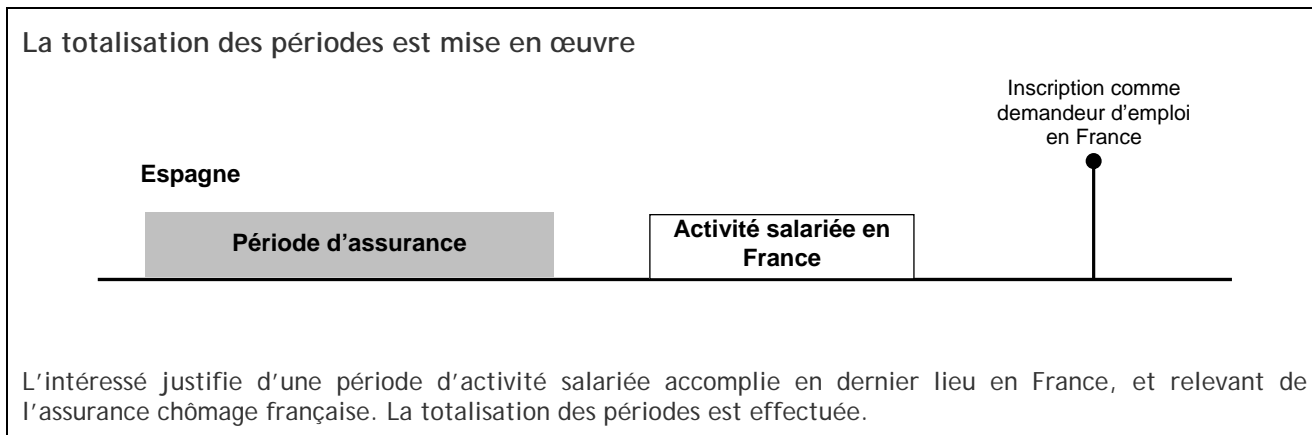 La totalisation des périodes est mise en œuvre
Inscription comme
demandeur d'emploi
en France
Espagne
Période d'assurance
Activité salariée en
France
L'intéressé justifie d'une période d'activité salariée accomplie en dernier lieu en France, et relevant de
l'assurance chômage française. La totalisation des périodes est effectuée.